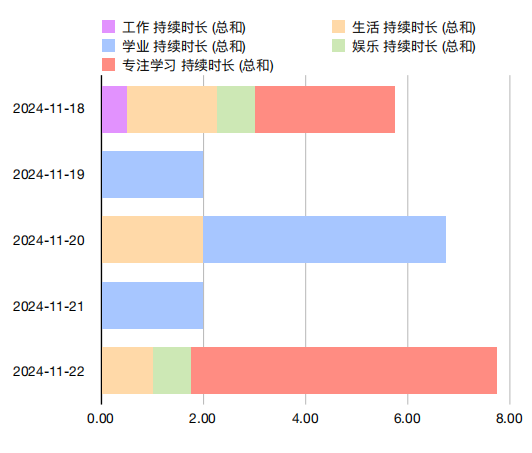 工作 持续时长 (总和)
生活 持续时长 (总和)
学业 持续时长 (总和)
娱乐 持续时长 (总和)
专注学习 持续时长 (总和)
2024-11-18
2024-11-19
2024-11-20
2024-11-21
2024-11-22
0.00 2.00 4.00 6.00 8.00